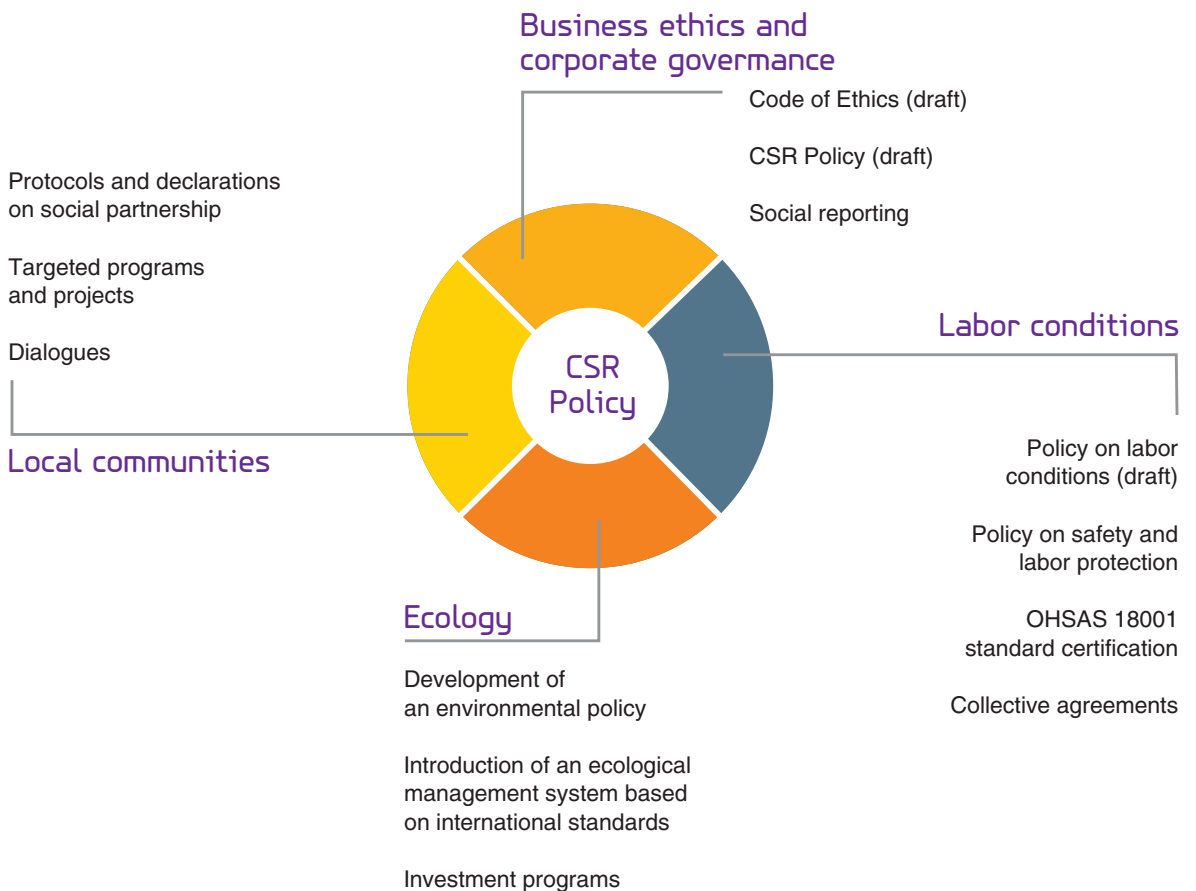 Business ethics and
corporate govermance
Code of Ethics (draft)
CSR Policy (draft)
Social reporting
Protocols and declarations
on social partnership
Targeted programs
and projects
Dialogues
Local communities
CSR
Policy
Labor conditions
Policy on labor
conditions (draft)
Policy on safety and
labor protection
OHSAS 18001
standard certification
Collective agreements
Ecology
Development of
an environmental policy
Introduction of an ecological
management system based
on international standards
Investment programs